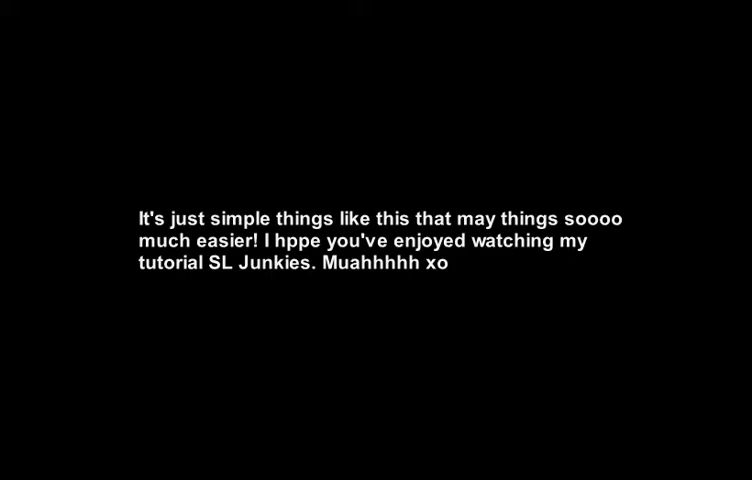 It's just simple things like this that may things soooo
much easier! I hppe you've enjoyed watching my
tutorial SL Junkies. Muahhhhh xo